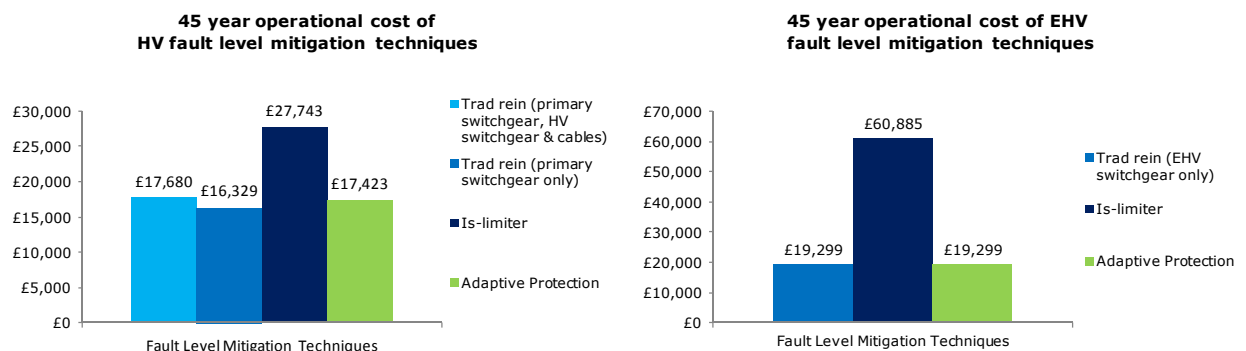 45 year operational cost of
HV fault level mitigation techniques
£30,000
£25,000
£20,000
£15,000
£10,000
£5,000
£0
£17,680
£16,329
£27,743
£17,423
Fault Level Mitigation Techniques
Trad rein (primary
switchgear, HV
switchgear & cables)
Trad rein (primary
switchgear only)
Is-limiter
Adaptive Protection
45 year operational cost of EHV
fault level mitigation techniques
£70,000
£60,000
£50,000
£40,000
£30,000
£20,000
£10,000
£0
£19,299
£60,885
£19,299
Fault Level Mitigation Techniques
Trad rein (EHV
switchgear only)
Is-limiter
Adaptive Protection